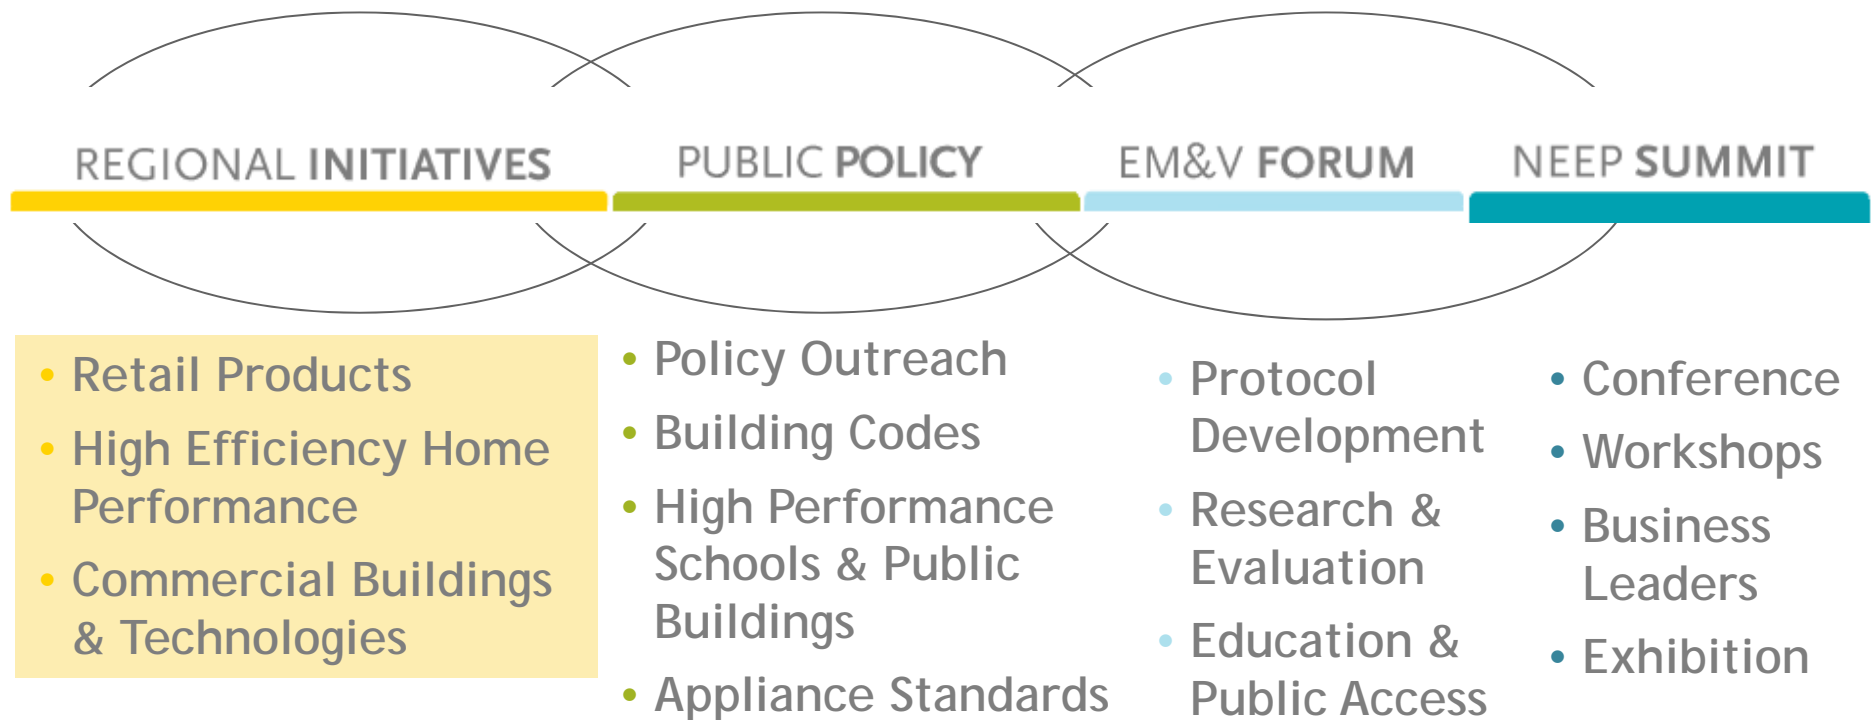 REGIONAL INITIATIVES
PUBLIC POLICY
EM&V FORUM
NEEP SUMMIT
• Retail Products
• High Efficiency Home
Performance
• Commercial Buildings
& Technologies
• Policy Outreach
• Building Codes
• High Performance
Schools & Public
Buildings
• Appliance Standards
• Protocol
Development
• Research &
Evaluation
• Education &
Public Access
• Conference
• Workshops
• Business
Leaders
• Exhibition